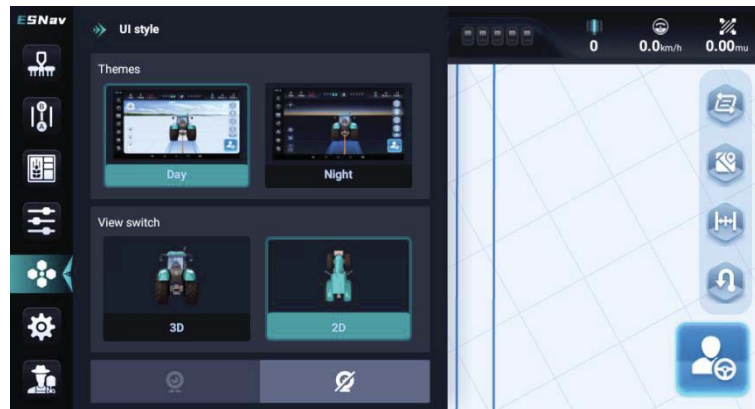 ESNav
UI style
Themes
Day
Night
View switch
3D
2D
0
0.0km/h
0.00mu